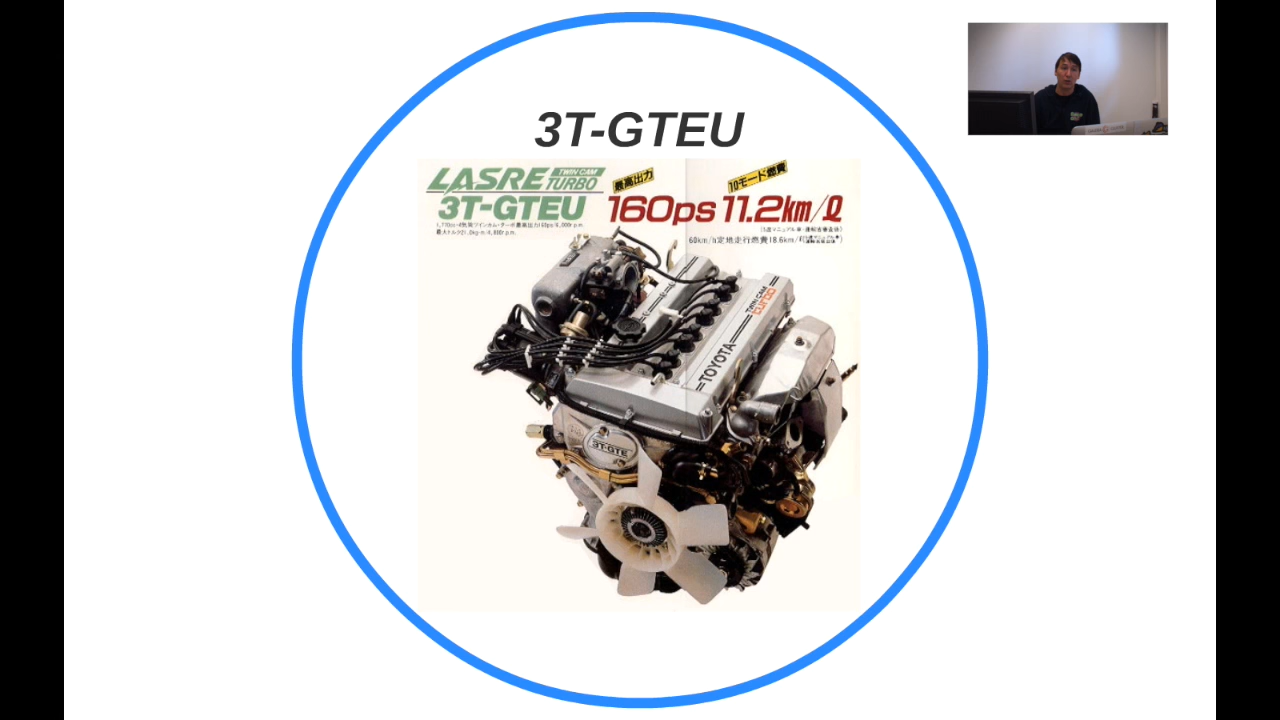 3T-GTEU
LASRE TWIN CAM TURBO
3T-GTEU
最高出力
160ps
10モード燃費
11.2km/ℓ
60km/h定地走行燃費18.6km/ℓ
TWIN CAM
turbo
TOYOTA
3T-GTE